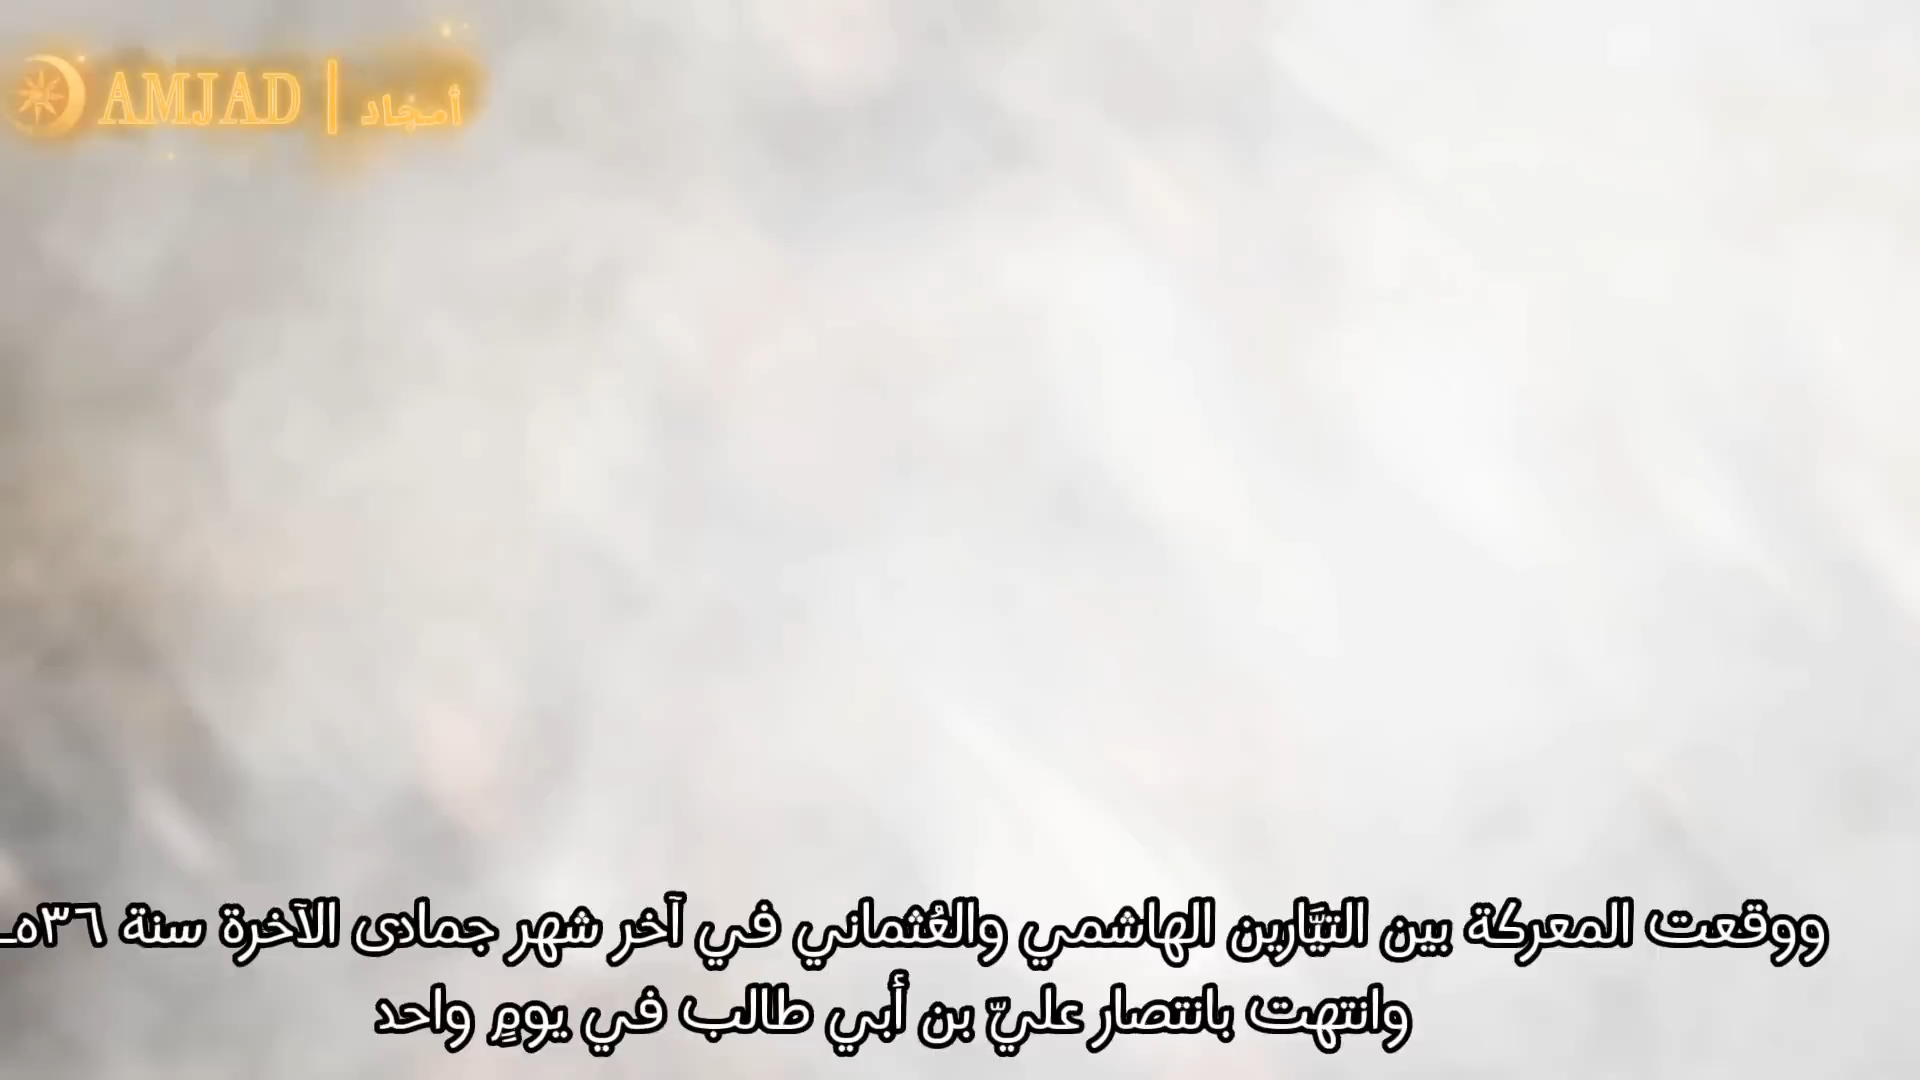 AMJAD | أمجاد
ووقعت المعركة بين التيَّارين الهاشمي والعُثماني في آخر شهر جمادى الآخرة سنة ٣٦هـ
وانتهت بانتصار عليّ بن أبي طالب في يومٍ واحد